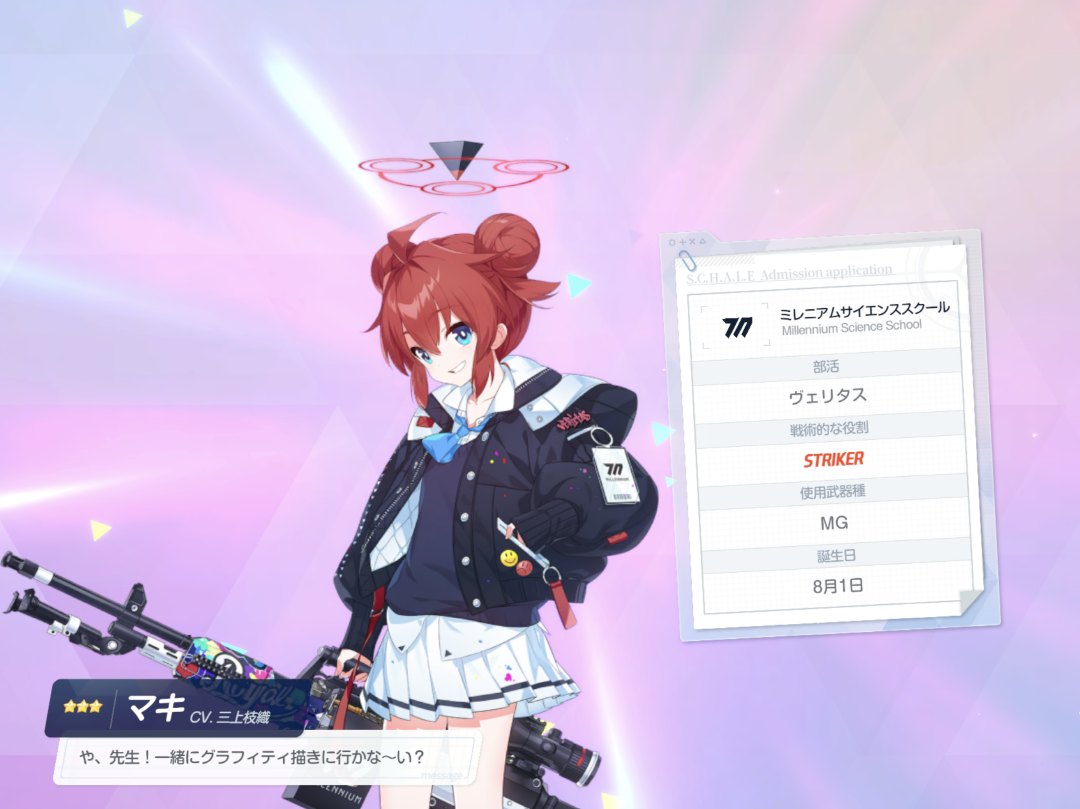 S.C.H.A.L.E Admission application
ミレニアムサイエンススクール
Millennium Science School
部活
ヴェリタス
戦術的な役割
STRIKER
使用武器種
MG
誕生日
8月1日
MILLENNIUM
マキ CV. 三上枝織
や、先生！一緒にグラフィティ描きに行かな〜い？
message
MILLENNIUM